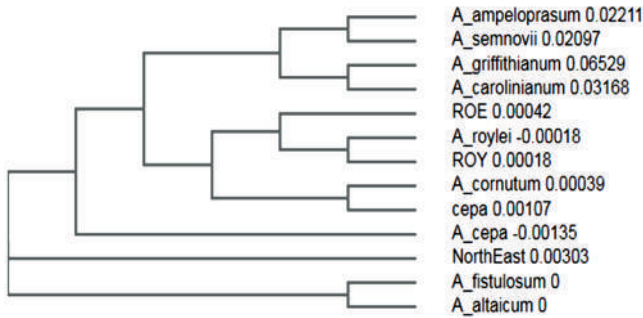 A_ampeloprasum 0.02211
A_semnovii 0.02097
A_griffithianum 0.06529
A_carolinianum 0.03168
ROE 0.00042
A_roylei -0.00018
ROY 0.00018
A_cornutum 0.00039
cepa 0.00107
A_cepa -0.00135
NorthEast 0.00303
A_fistulosum 0
A_altaicum 0